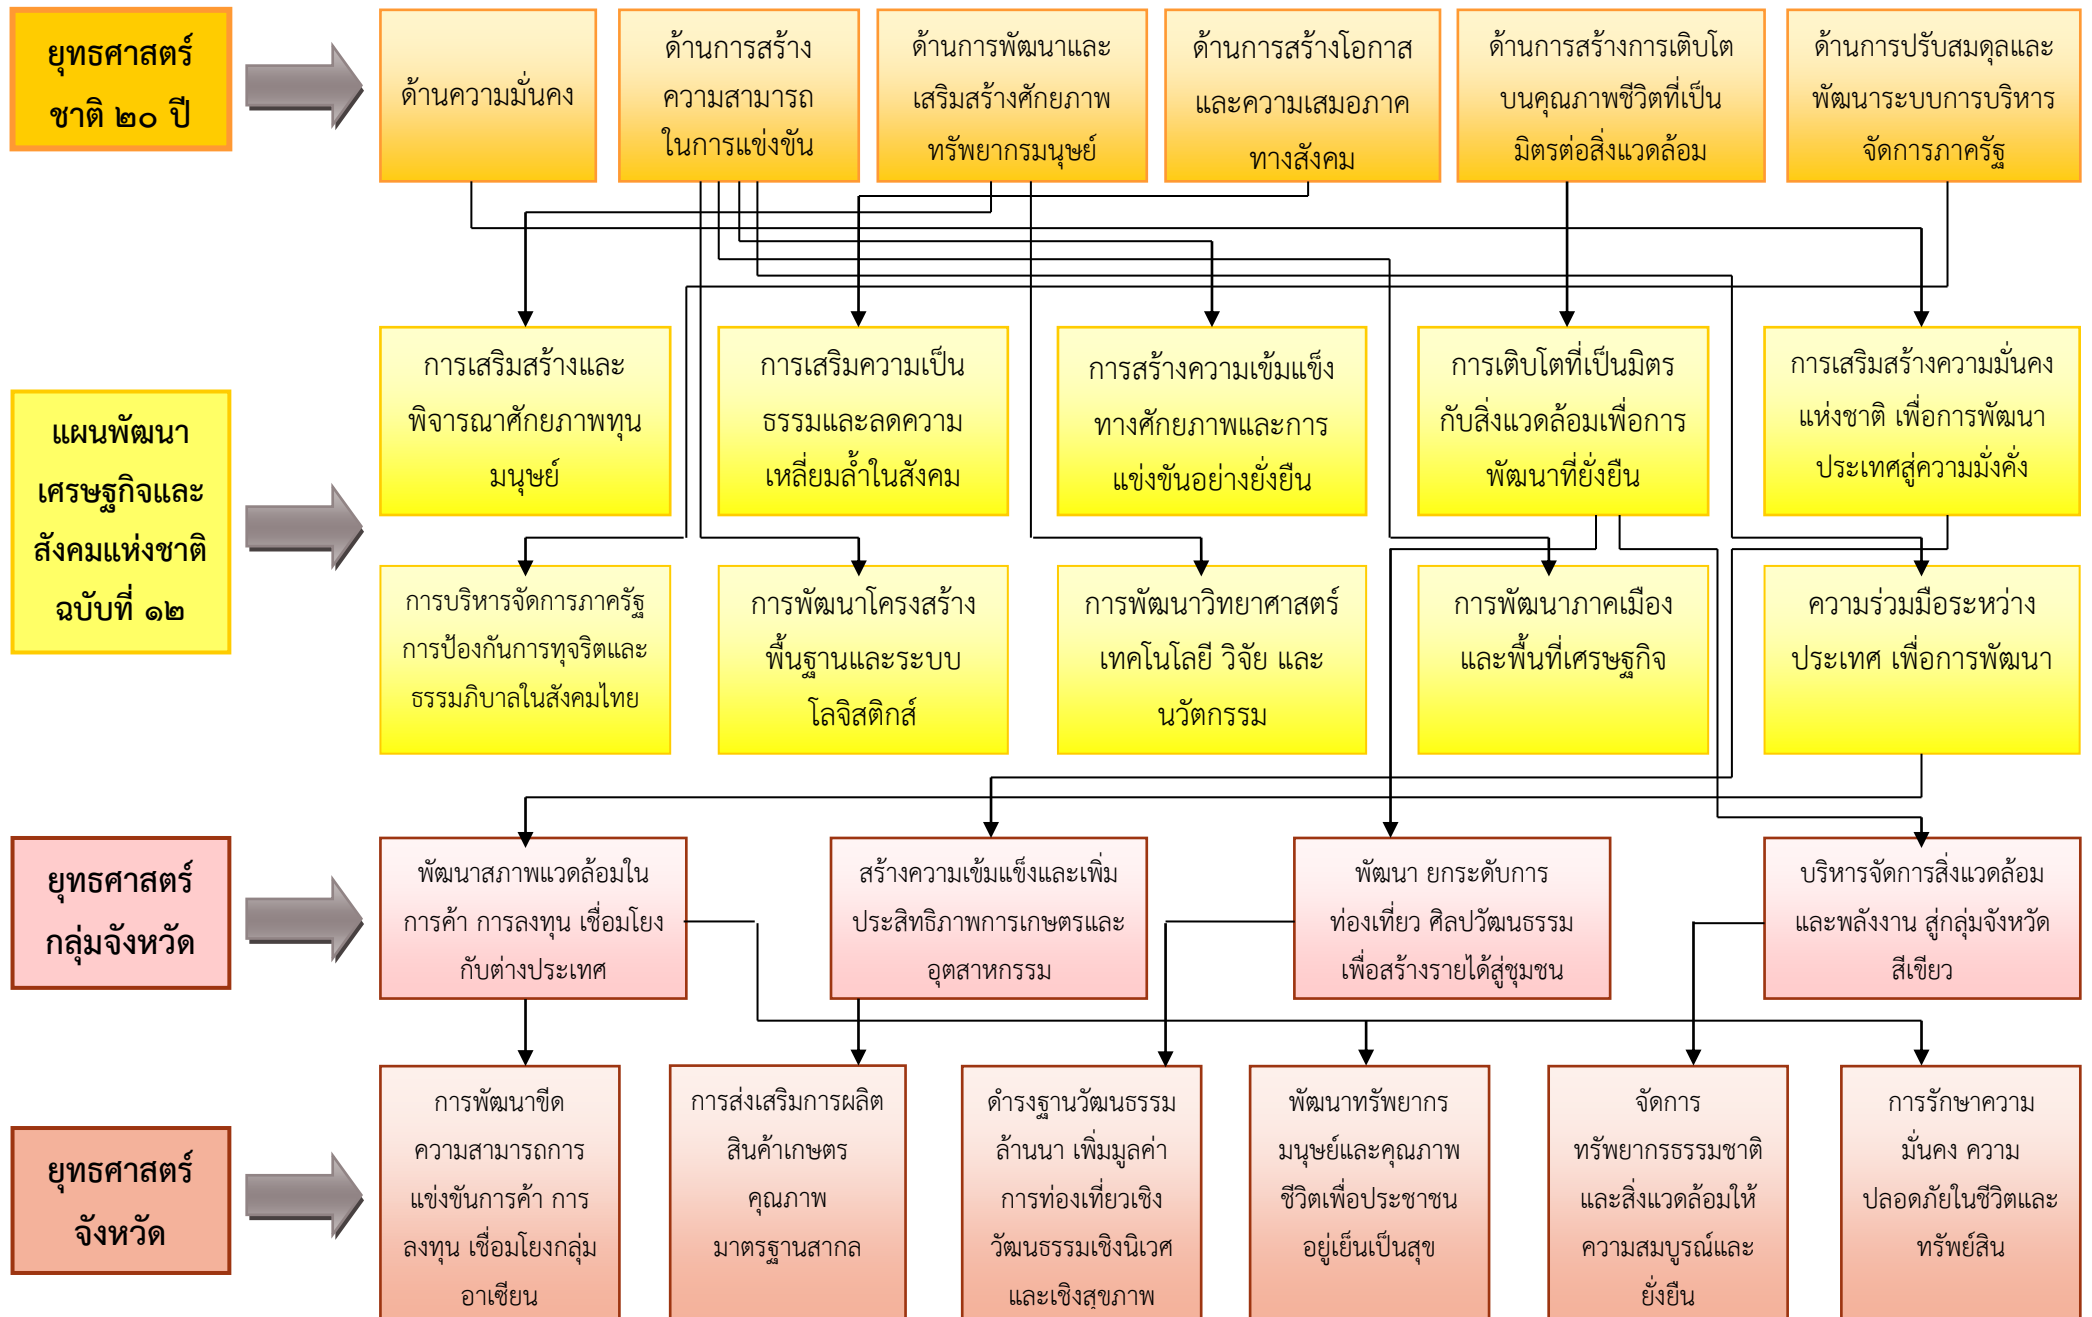 ยุทธศาสตร์
ชาติ ๒๐ ปี
ด้านความมั่นคง
ด้านการสร้าง
ความสามารถ
ในการแข่งขัน
ด้านการพัฒนาและ
เสริมสร้างศักยภาพ
ทรัพยากรมนุษย์
ด้านการสร้างโอกาส
และความเสมอภาค
ทางสังคม
ด้านการสร้างการเติบโต
บนคุณภาพชีวิตที่เป็น
มิตรต่อสิ่งแวดล้อม
ด้านการปรับสมดุลและ
พัฒนาระบบการบริหาร
จัดการภาครัฐ
แผนพัฒนา
เศรษฐกิจและ
สังคมแห่งชาติ
ฉบับที่ ๑๒
การเสริมสร้างและ
พิจารณาศักยภาพทุน
มนุษย์
การเสริมความเป็น
ธรรมและลดความ
เหลี่ยมล้ำในสังคม
การสร้างความเข้มแข็ง
ทางศักยภาพและการ
แข่งขันอย่างยั่งยืน
การเติบโตที่เป็นมิตร
กับสิ่งแวดล้อมเพื่อการ
พัฒนาที่ยั่งยืน
การเสริมสร้างความมั่นคง
แห่งชาติ เพื่อการพัฒนา
ประเทศสู่ความมั่งคั่ง
การบริหารจัดการภาครัฐ
การป้องกันการทุจริตและ
ธรรมภิบาลในสังคมไทย
การพัฒนาโครงสร้าง
พื้นฐานและระบบ
โลจิสติกส์
การพัฒนาวิทยาศาสตร์
เทคโนโลยี วิจัย และ
นวัตกรรม
การพัฒนาภาคเมือง
และพื้นที่เศรษฐกิจ
ความร่วมมือระหว่าง
ประเทศ เพื่อการพัฒนา
ยุทธศาสตร์
กลุ่มจังหวัด
พัฒนาสภาพแวดล้อมใน
การค้า การลงทุน เชื่อมโยง
กับต่างประเทศ
สร้างความเข้มแข็งและเพิ่ม
ประสิทธิภาพการเกษตรและ
อุตสาหกรรม
พัฒนา ยกระดับการ
ท่องเที่ยว ศิลปวัฒนธรรม
เพื่อสร้างรายได้สู่ชุมชน
บริหารจัดการสิ่งแวดล้อม
และพลังงาน สู่กลุ่มจังหวัด
สีเขียว
ยุทธศาสตร์
จังหวัด
การพัฒนาขีด
ความสามารถการ
แข่งขันการค้า การ
ลงทุน เชื่อมโยงกลุ่ม
อาเซียน
การส่งเสริมการผลิต
สินค้าเกษตร
คุณภาพ
มาตรฐานสากล
ดำรงฐานวัฒนธรรม
ล้านนา เพิ่มมูลค่า
การท่องเที่ยวเชิง
วัฒนธรรมเชิงนิเวศ
และเชิงสุขภาพ
พัฒนาทรัพยากร
มนุษย์และคุณภาพ
ชีวิตเพื่อประชาชน
อยู่เย็นเป็นสุข
จัดการ
ทรัพยากรธรรมชาติ
และสิ่งแวดล้อมให้
ความสมบูรณ์และ
ยั่งยืน
การรักษาความ
มั่นคง ความ
ปลอดภัยในชีวิตและ
ทรัพย์สิน